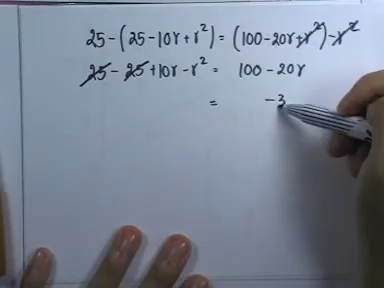 25 - (25 - 10r + r²) = (100 - 20r + r²) - r²
25 - 25 + 10r - r² = 100 - 20r
= -3